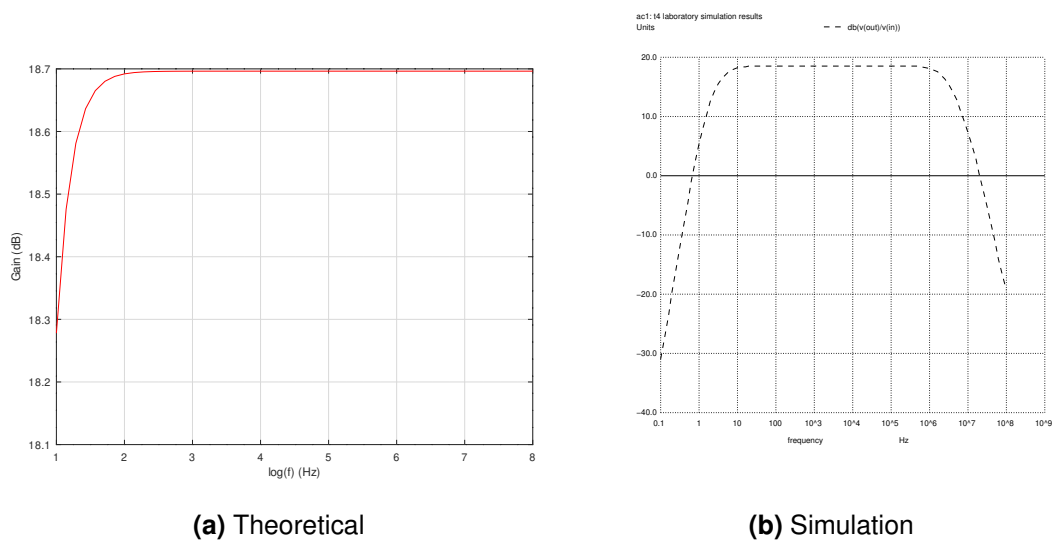 18.7
18.6
18.5
18.4
18.3
18.2
18.1
Gain (dB)
1 2 3 4 5 6 7 8
log(f) (Hz)
(a) Theoretical
ac1: t4 laboratory simulation results
Units
db(v(out)/v(in))
20.0
10.0
0.0
−10.0
−20.0
−30.0
−40.0
0.1 1 10 100 10^3 10^4 10^5 10^6 10^7 10^8 10^9
frequency Hz
(b) Simulation